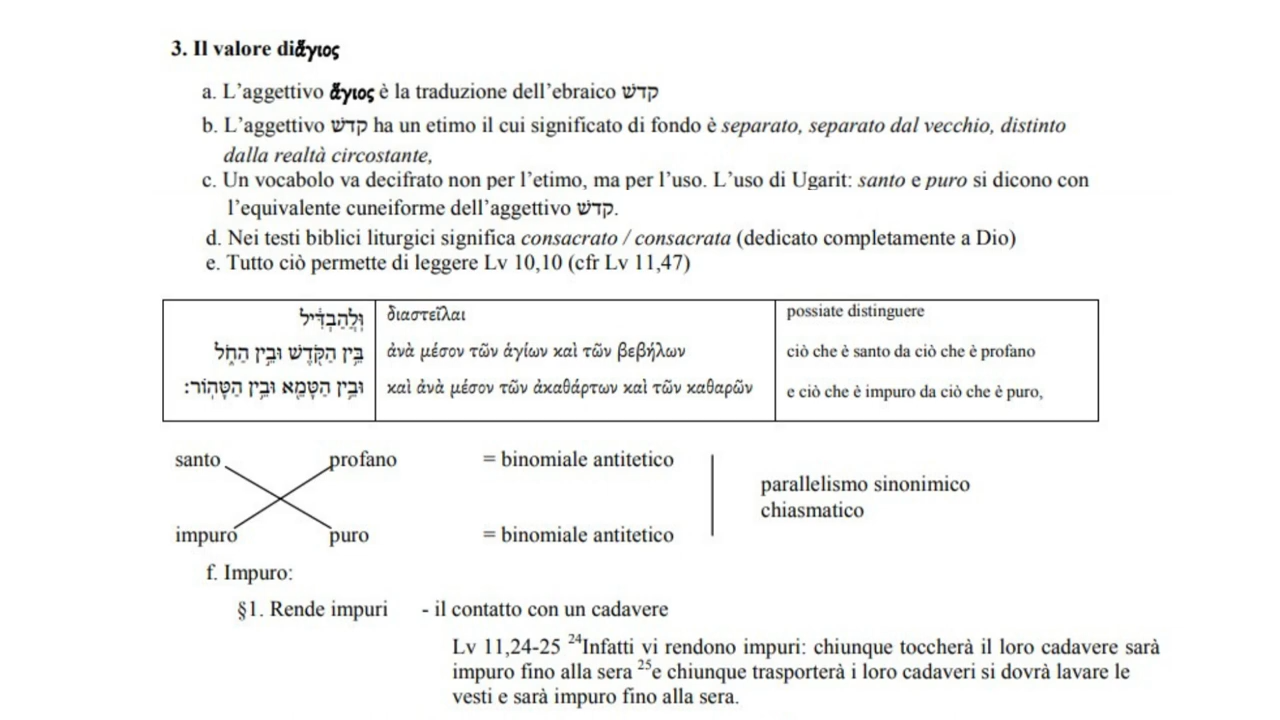 3. Il valore diἅγιος
a. L’aggettivo ἅγιος è la traduzione dell’ebraico קדשׁ
b. L’aggettivo קדשׁ ha un etimo il cui significato di fondo è separato, separato dal vecchio, distinto
dalla realtà circostante,
c. Un vocabolo va decifrato non per l’etimo, ma per l’uso. L’uso di Ugarit: santo e puro si dicono con
l’equivalente cuneiforme dell’aggettivo קדשׁ.
d. Nei testi biblici liturgici significa consacrato / consacrata (dedicato completamente a Dio)
e. Tutto ciò permette di leggere Lv 10,10 (cfr Lv 11,47)
וּֽלֲהַבְדִּ֔יל διαστεῖλαι possiate distinguere
בֵּ֥ין הַקֹּ֖דֶשׁ וּבֵ֣ין הַחֹ֑ל ἀνὰ μέσον τῶν ἁγίων καὶ τῶν βεβήλων ciò che è santo da ciò che è profano
וּבֵ֥ין הַטָּמֵ֖א וּבֵ֥ין הַטָּהֽוֹר׃ καὶ ἀνὰ μέσον τῶν ἀκαθάρτων καὶ τῶν καθαρῶν e ciò che è impuro da ciò che è puro,
santo profano = binomiale antitetico
parallelismo sinonimico
chiasmatico
impuro puro = binomiale antitetico
f. Impuro:
§1. Rende impuri - il contatto con un cadavere
Lv 11,24-25 ²⁴Infatti vi rendono impuri: chiunque toccherà il loro cadavere sarà
impuro fino alla sera ²⁵e chiunque trasporterà i loro cadaveri si dovrà lavare le
vesti e sarà impuro fino alla sera.